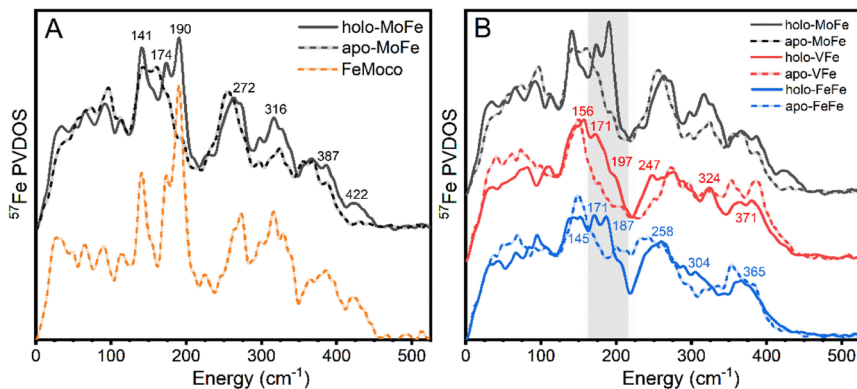 A
holo-MoFe
apo-MoFe
FeMoco
141
174
190
272
316
387
422
57Fe PVDOS
0 100 200 300 400 500
Energy (cm-1)
B
holo-MoFe
apo-MoFe
holo-VFe
apo-VFe
holo-FeFe
apo-FeFe
156
171
197
247
324
371
145
171
187
258
304
365
57Fe PVDOS
0 100 200 300 400 500
Energy (cm-1)